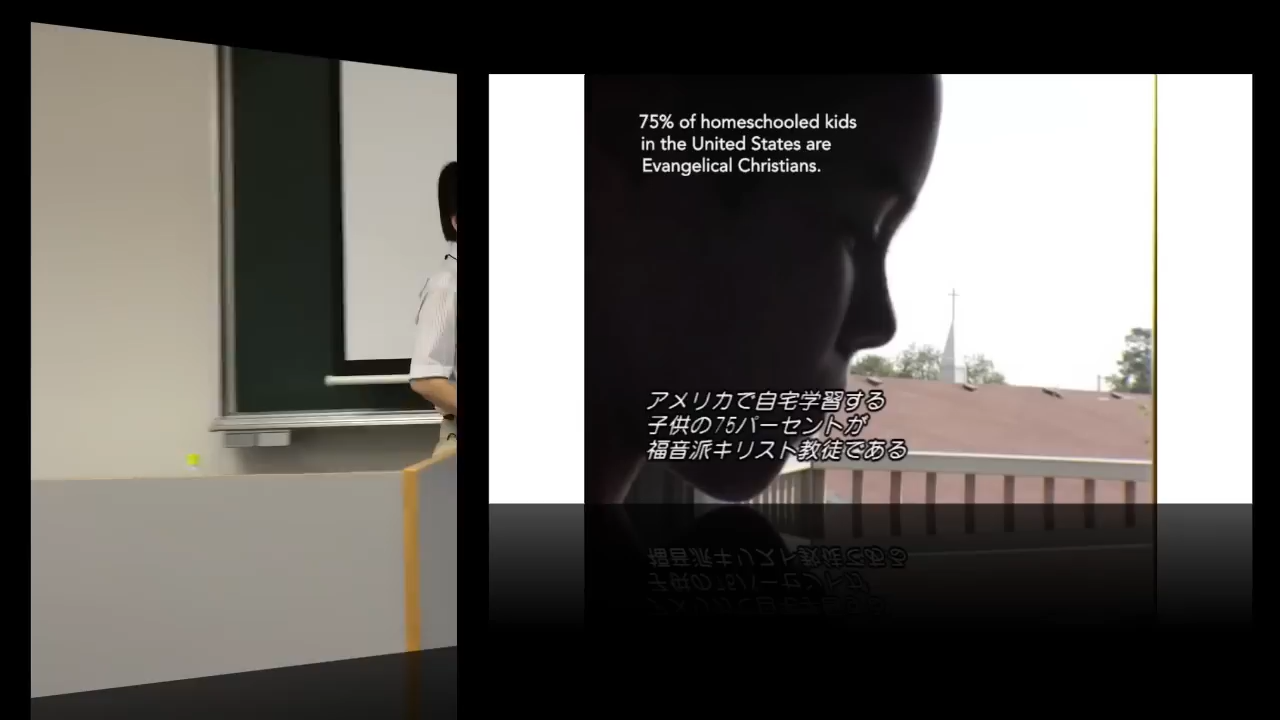 75% of homeschooled kids
in the United States are
Evangelical Christians.
アメリカで自宅学習する
子供の75パーセントが
福音派キリスト教徒である